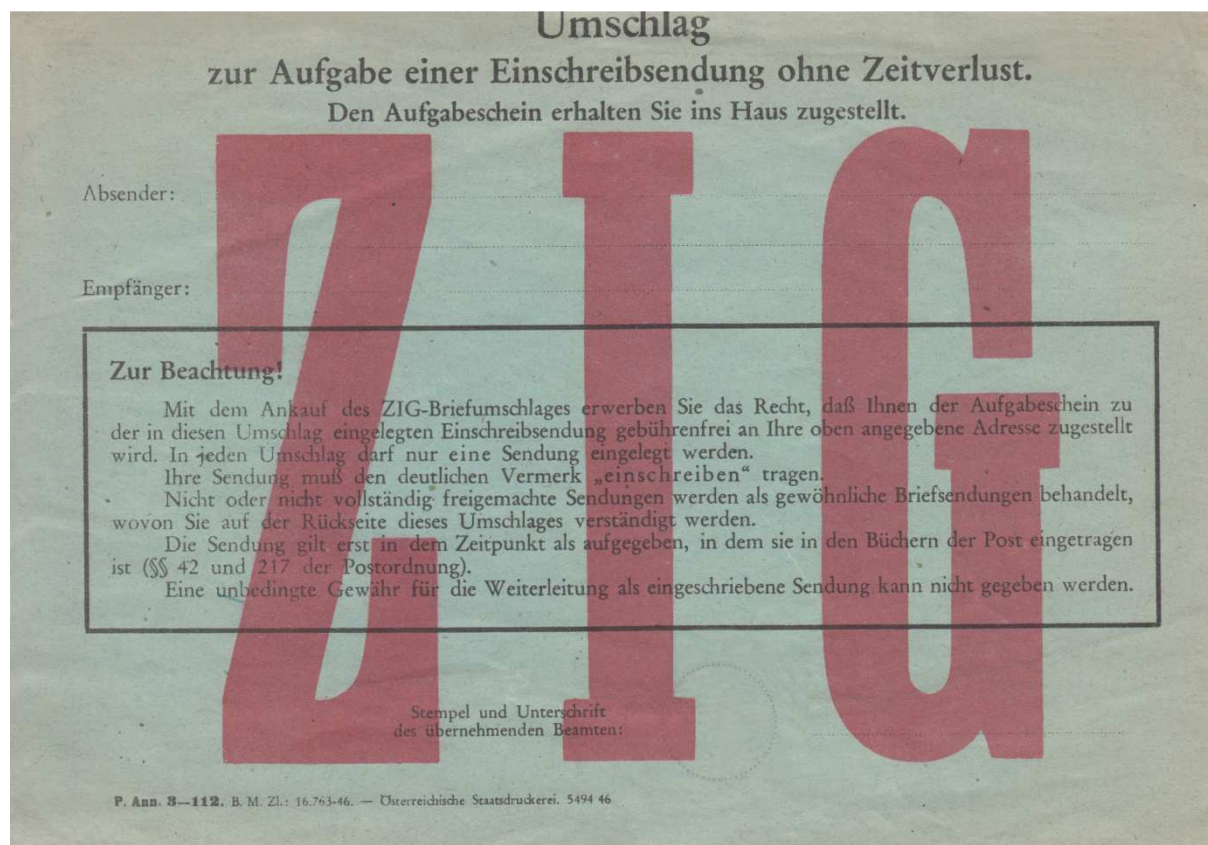 Umschlag
zur Aufgabe einer Einschreibsendung ohne Zeitverlust.
Den Aufgabeschein erhalten Sie ins Haus zugestellt.
ZIG
Absender:
Empfänger:
Zur Beachtung!
Mit dem Ankauf des ZIG-Briefumschlages erwerben Sie das Recht, daß Ihnen der Aufgabeschein zu
der in diesen Umschlag eingelegten Einschreibsendung gebührenfrei an Ihre oben angegebene Adresse zugestellt
wird. In jeden Umschlag darf nur eine Sendung eingelegt werden.
Ihre Sendung muß den deutlichen Vermerk „einschreiben“ tragen.
Nicht oder nicht vollständig freigemachte Sendungen werden als gewöhnliche Briefsendungen behandelt,
wovon Sie auf der Rückseite dieses Umschlages verständigt werden.
Die Sendung gilt erst in dem Zeitpunkt als aufgegeben, in dem sie in den Büchern der Post eingetragen
ist (§§ 42 und 217 der Postordnung).
Eine unbedingte Gewähr für die Weiterleitung als eingeschriebene Sendung kann nicht gegeben werden.
Stempel und Unterschrift
des übernehmenden Beamten:
P. Ann. 3—112. B. M. Zl.: 16.763-46. — Österreichische Staatsdruckerei. 5494 46